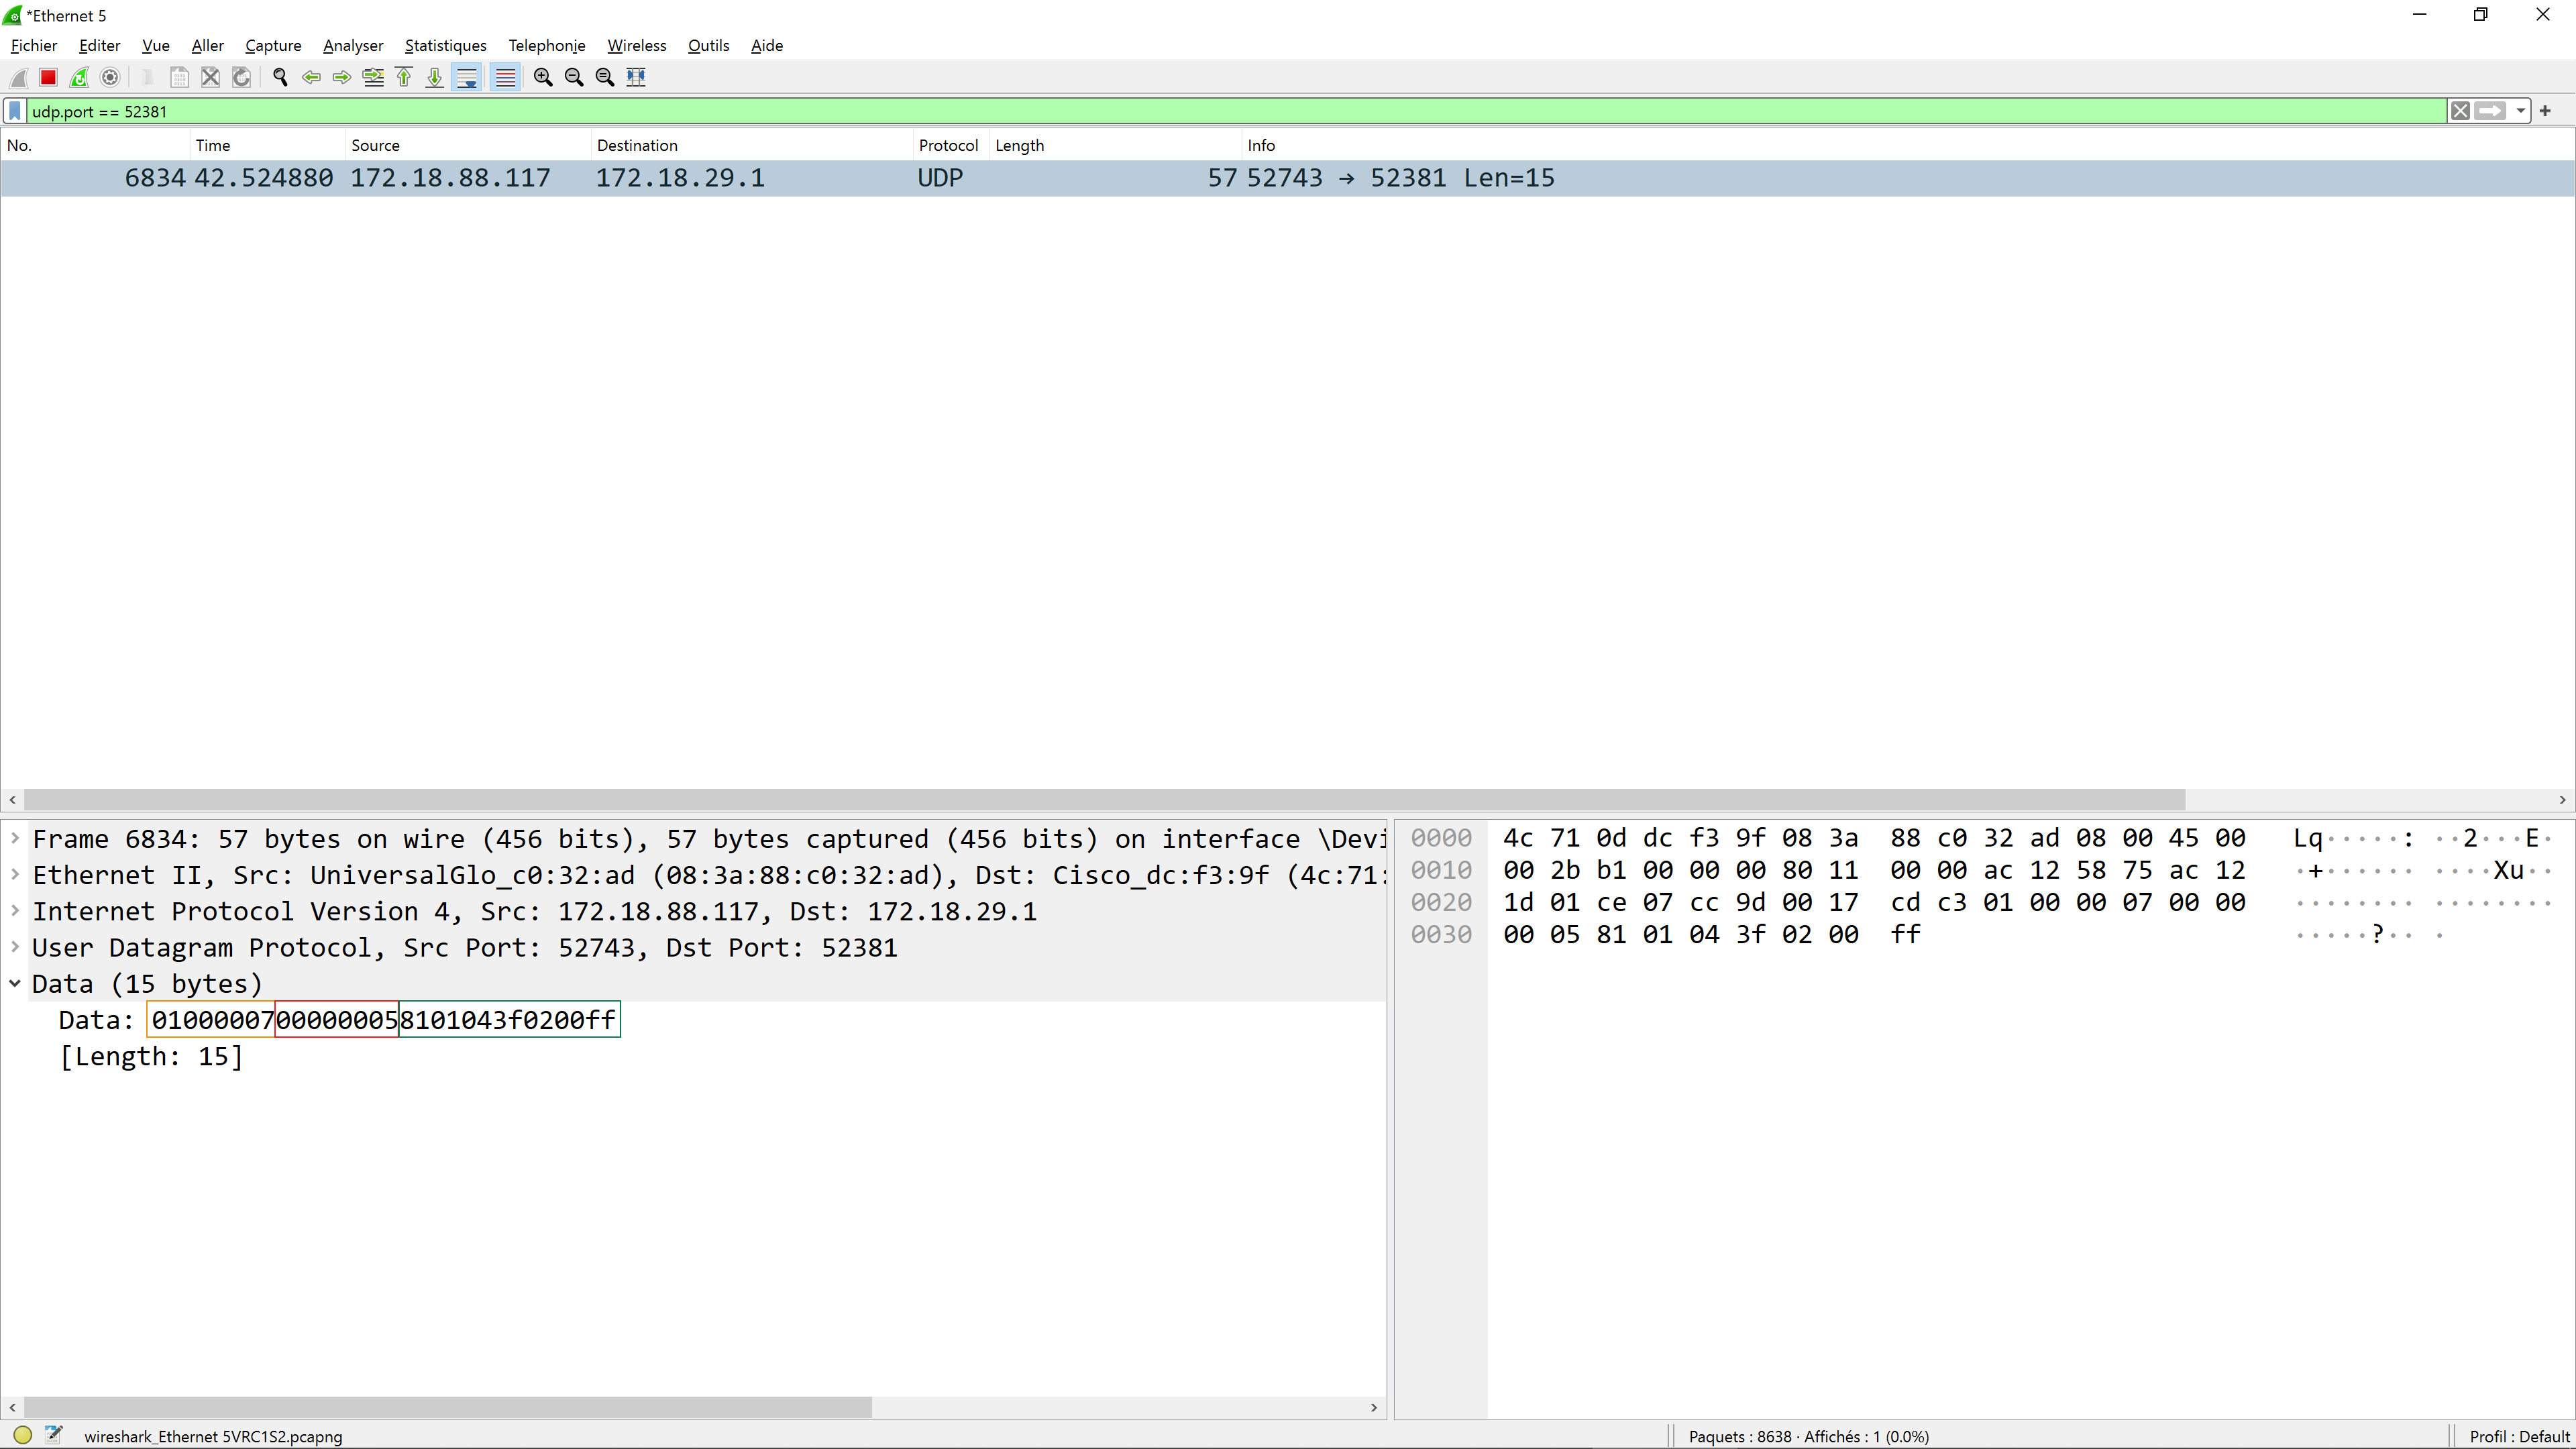 *Ethernet 5
Fichier Editer Vue Aller Capture Analyser Statistiques Telephonie Wireless Outils Aide
udp.port == 52381
No. Time Source Destination Protocol Length Info
6834 42.524880 172.18.88.117 172.18.29.1 UDP 57 52743 → 52381 Len=15
Frame 6834: 57 bytes on wire (456 bits), 57 bytes captured (456 bits) on interface \Devi
Ethernet II, Src: UniversalGlo_c0:32:ad (08:3a:88:c0:32:ad), Dst: Cisco_dc:f3:9f (4c:71:
Internet Protocol Version 4, Src: 172.18.88.117, Dst: 172.18.29.1
User Datagram Protocol, Src Port: 52743, Dst Port: 52381
Data (15 bytes)
Data: 01000007000000058101043f0200ff
[Length: 15]
0000 4c 71 0d dc f3 9f 08 3a 88 c0 32 ad 08 00 45 00 Lq·····: ··2···E·
0010 00 2b b1 00 00 00 80 11 00 00 ac 12 58 75 ac 12 ·+······ ····Xu··
0020 1d 01 ce 07 cc 9d 00 17 cd c3 01 00 00 07 00 00 ········ ········
0030 00 05 81 01 04 3f 02 00 ff ·····?·· ·
wireshark_Ethernet 5VRC1S2.pcapng
Paquets : 8638 · Affichés : 1 (0.0%)
Profil : Default